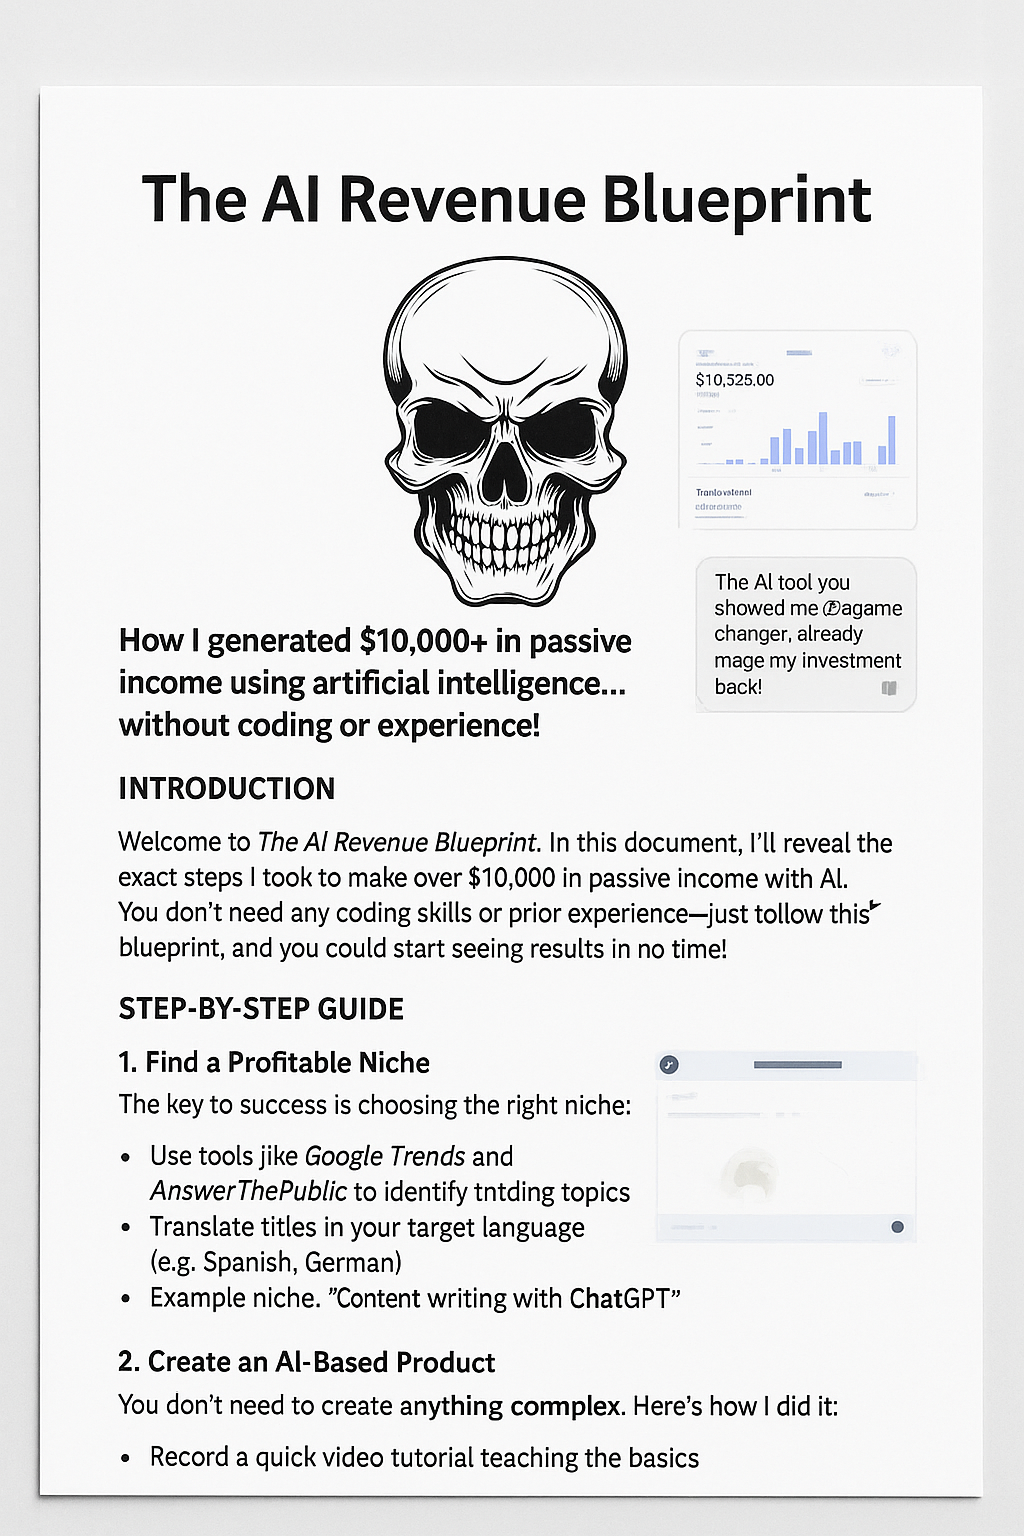 The AI Revenue Blueprint
$10,525.00
The AI tool you
showed me agame
changer, already
mage my investment
back!
How I generated $10,000+ in passive
income using artificial intelligence...
without coding or experience!
INTRODUCTION
Welcome to The AI Revenue Blueprint. In this document, I'll reveal the
exact steps I took to make over $10,000 in passive income with AI.
You don't need any coding skills or prior experience—just tollow this
blueprint, and you could start seeing results in no time!
STEP-BY-STEP GUIDE
1. Find a Profitable Niche
The key to success is choosing the right niche:
• Use tools jike Google Trends and
AnswerThePublic to identify tntding topics
• Translate titles in your target language
(e.g. Spanish, German)
• Example niche. "Content writing with ChatGPT"
2. Create an AI-Based Product
You don't need to create anything complex. Here's how I did it:
• Record a quick video tutorial teaching the basics